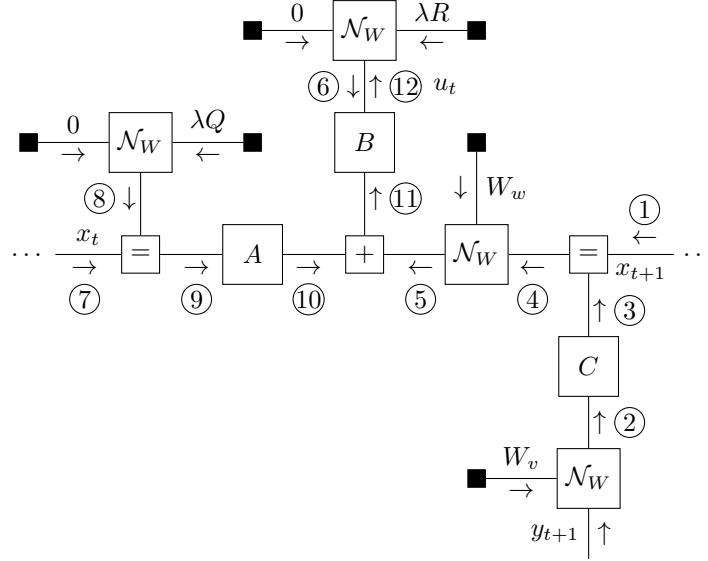 0 𝒩_W λR
⑥ ↓ ↑ ⑫ u_t
0 𝒩_W λQ
B
⑧ ↓ ↑ ⑪ ↓ W_w
⋯ x_t = A + 𝒩_W = ① x_{t+1} ⋯
⑦ ⑨ ⑩ ⑤ ④
↑ ③
C
↑ ②
W_v 𝒩_W
y_{t+1} ↑